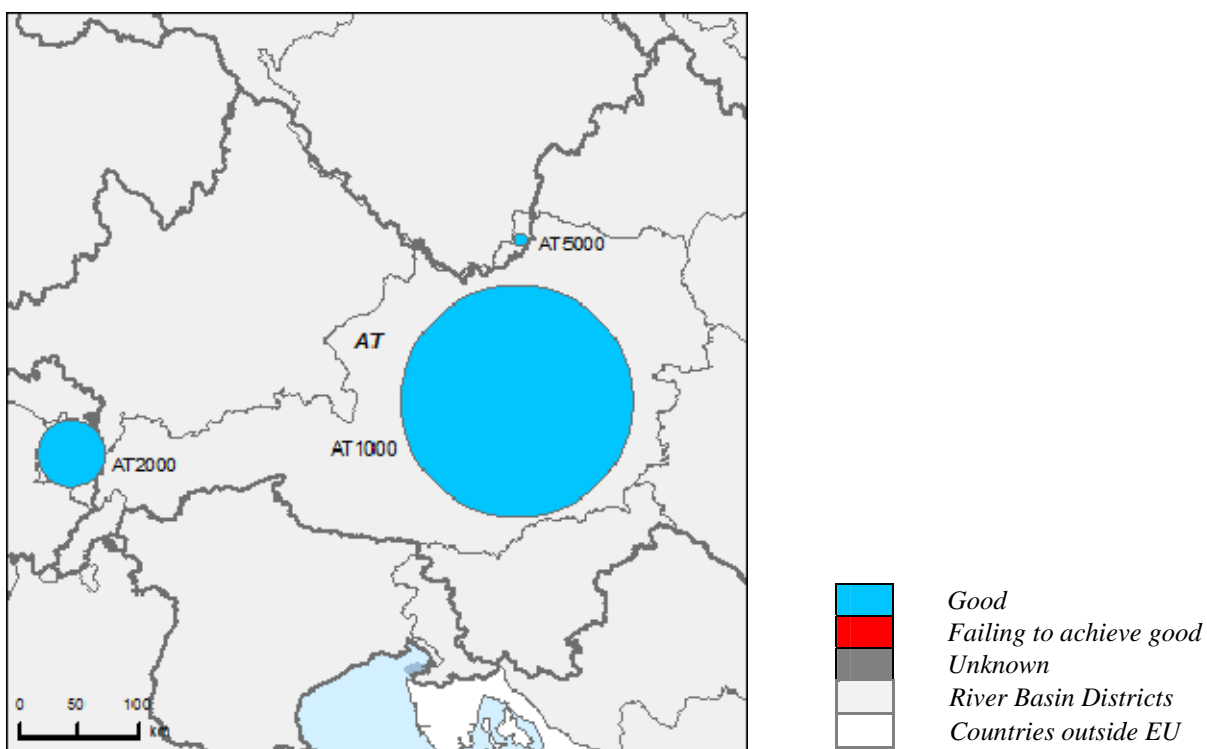 AT5000
AT
AT1000
AT2000
0 50 100
km
Good
Failing to achieve good
Unknown
River Basin Districts
Countries outside EU